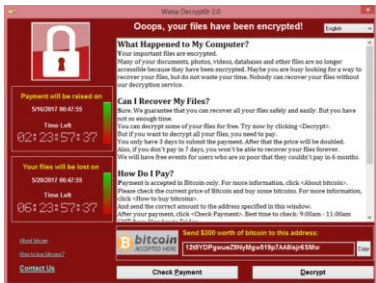 Wana Decrypt0r 2.0
Ooops, your files have been encrypted!
English
What Happened to My Computer?
Your important files are encrypted.
Many of your documents, photos, videos, databases and other files are no longer
accessible because they have been encrypted. Maybe you are busy looking for a way to
recover your files, but do not waste your time. Nobody can recover your files without
our decryption service.
Can I Recover My Files?
Sure. We guarantee that you can recover all your files safely and easily. But you have
not so enough time.
You can decrypt some of your files for free. Try now by clicking <Decrypt>.
But if you want to decrypt all your files, you need to pay.
You only have 3 days to submit the payment. After that the price will be doubled.
Also, if you don't pay in 7 days, you won't be able to recover your files forever.
We will have free events for users who are so poor that they couldn't pay in 6 months.
How Do I Pay?
Payment is accepted in Bitcoin only. For more information, click <About bitcoin>.
Please check the current price of Bitcoin and buy some bitcoins. For more information,
click <How to buy bitcoins>.
And send the correct amount to the address specified in this window.
After your payment, click <Check Payment>. Best time to check: 9:00am - 11:00am
Payment will be raised on
5/16/2017 00:47:55
Time Left
02:23:57:37
Your files will be lost on
5/20/2017 00:47:55
Time Left
06:23:57:37
About bitcoin
How to buy bitcoins?
Contact Us
bitcoin
ACCEPTED HERE
Send $300 worth of bitcoin to this address:
Copy
Check Payment
Decrypt